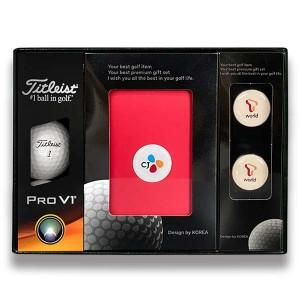 Titleist
#1 ball in golf.
Titleist
1
PRO V1
Your best golf item
Your best premium gift set
I wish you all the best in your golf life.
CJ
Design by KOREA
T
world
T
world